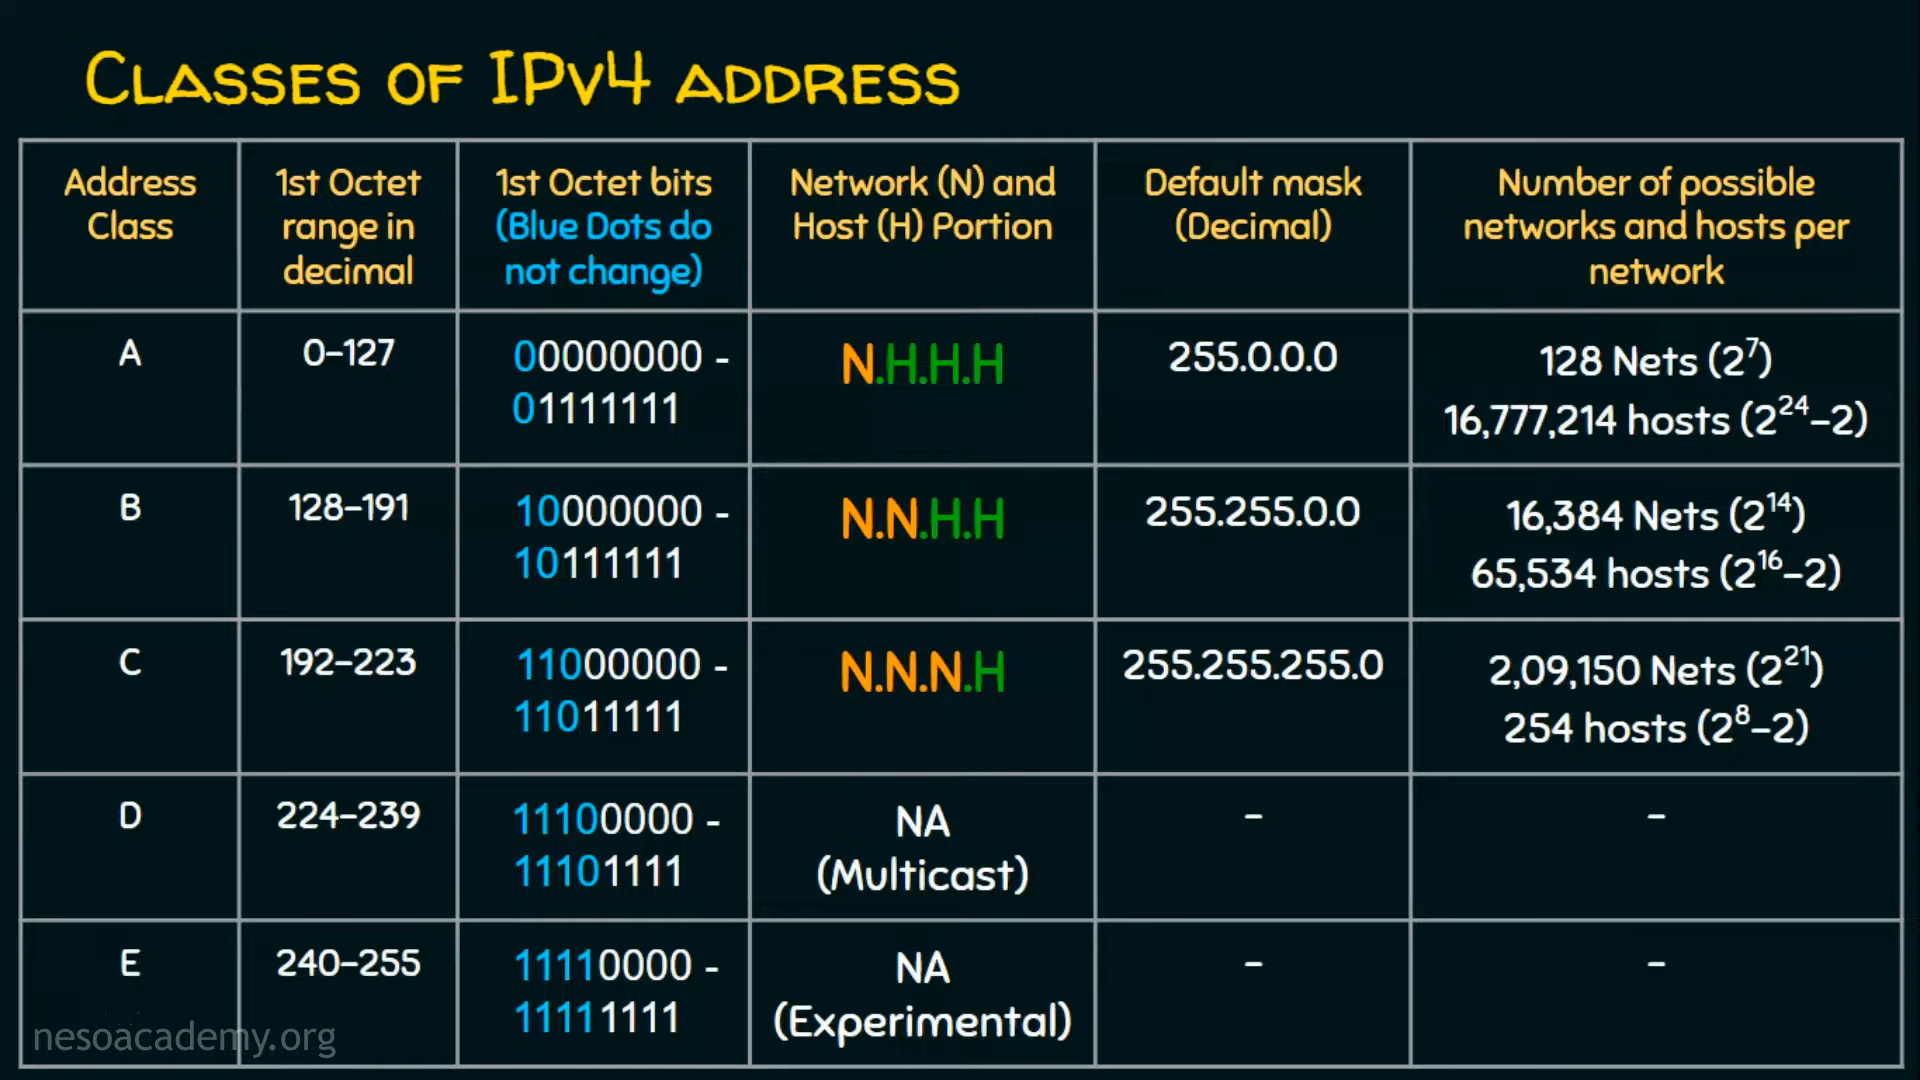 CLASSES OF IPV4 ADDRESS
Address
Class
1st Octet
range in
decimal
1st Octet bits
(Blue Dots do
not change)
Network (N) and
Host (H) Portion
Default mask
(Decimal)
Number of possible
networks and hosts per
network
A
0–127
00000000 -
01111111
N.H.H.H
255.0.0.0
128 Nets (2⁷)
16,777,214 hosts (2²⁴–2)
B
128–191
10000000 -
10111111
N.N.H.H
255.255.0.0
16,384 Nets (2¹⁴)
65,534 hosts (2¹⁶–2)
C
192–223
11000000 -
11011111
N.N.N.H
255.255.255.0
2,09,150 Nets (2²¹)
254 hosts (2⁸–2)
D
224–239
11100000 -
11101111
NA
(Multicast)
–
–
E
240–255
11110000 -
11111111
NA
(Experimental)
–
–
nesoacademy.org